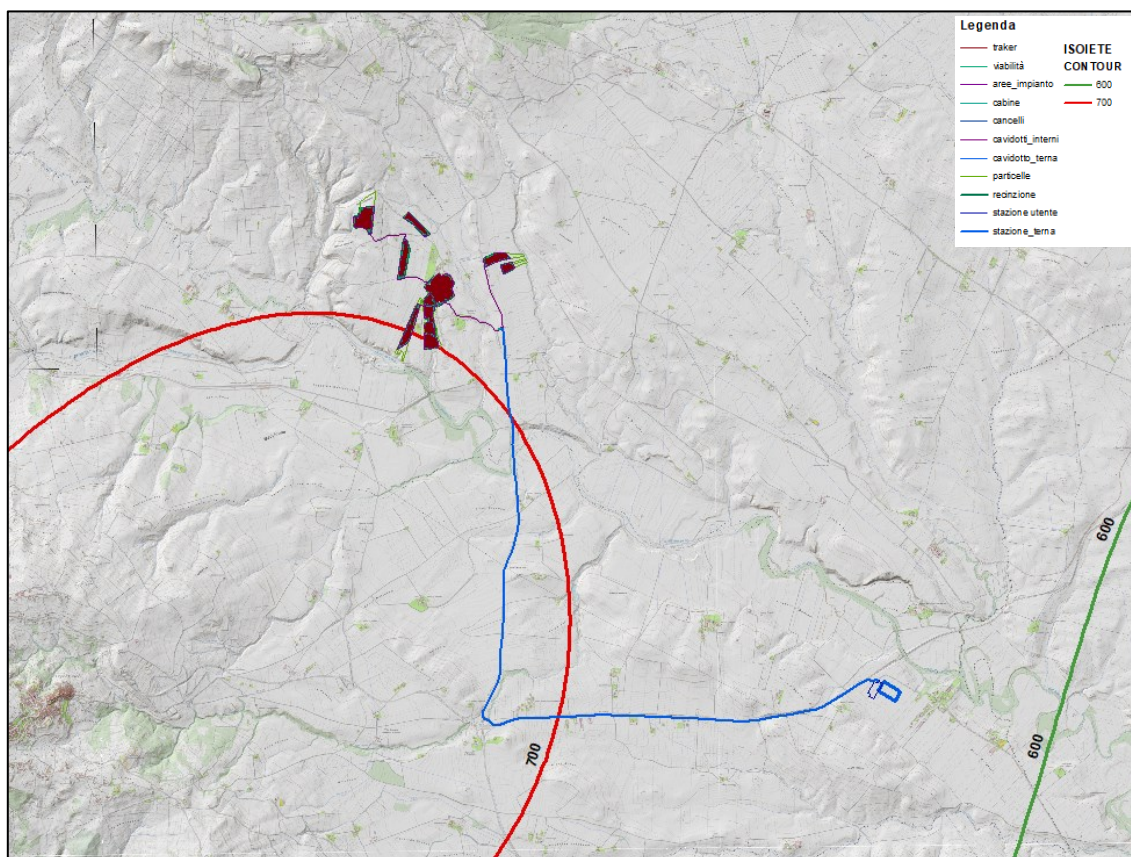 Legenda
traker
viabilità
aree_impianto
cabine
cancelli
cavidotti_interni
cavidotto_terna
particelle
recinzione
stazione utente
stazione_terna
ISOIETE
CONTOUR
600
700
600
600
700